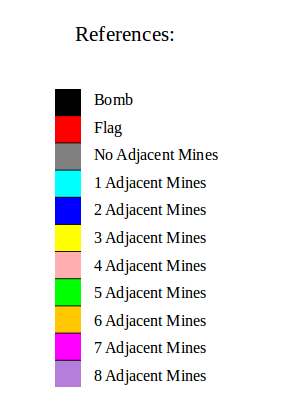 References:
Bomb
Flag
No Adjacent Mines
1 Adjacent Mines
2 Adjacent Mines
3 Adjacent Mines
4 Adjacent Mines
5 Adjacent Mines
6 Adjacent Mines
7 Adjacent Mines
8 Adjacent Mines